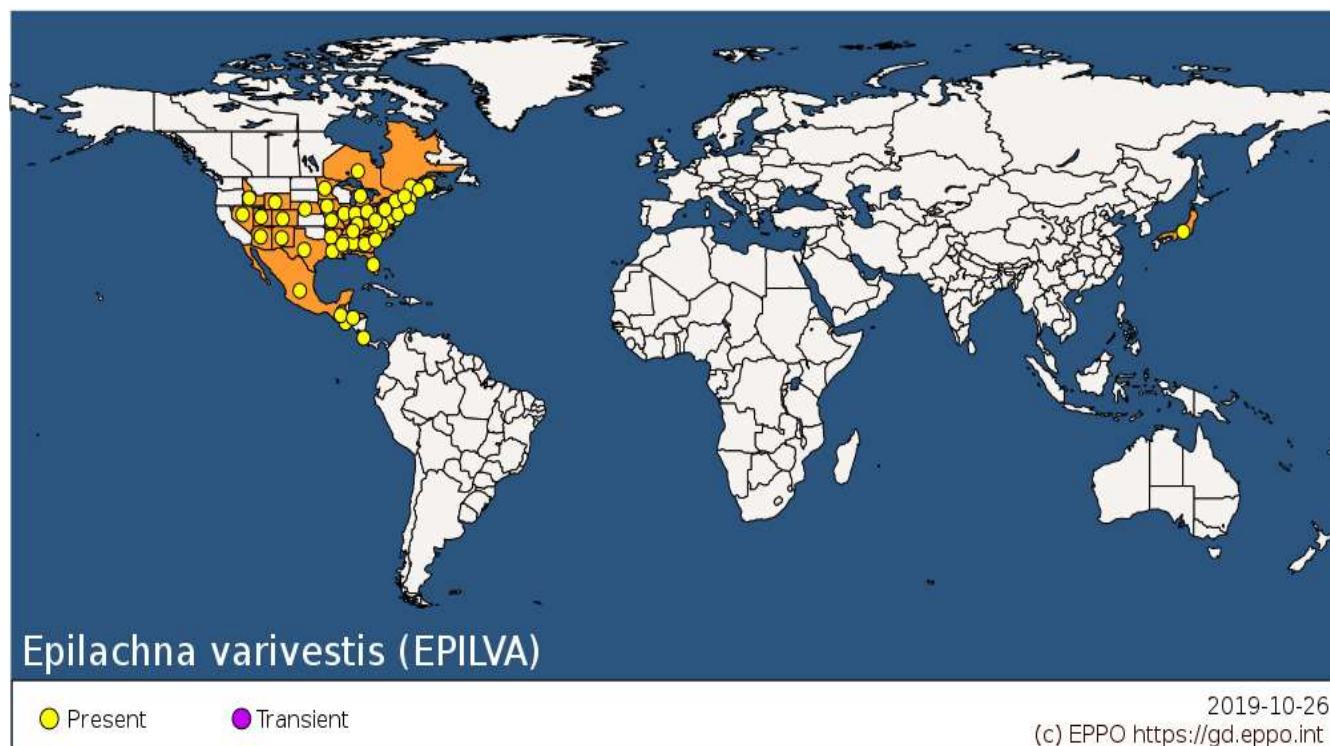 Epilachna varivestis (EPILVA)
Present
Transient
2019-10-26
(c) EPPO https://gd.eppo.int